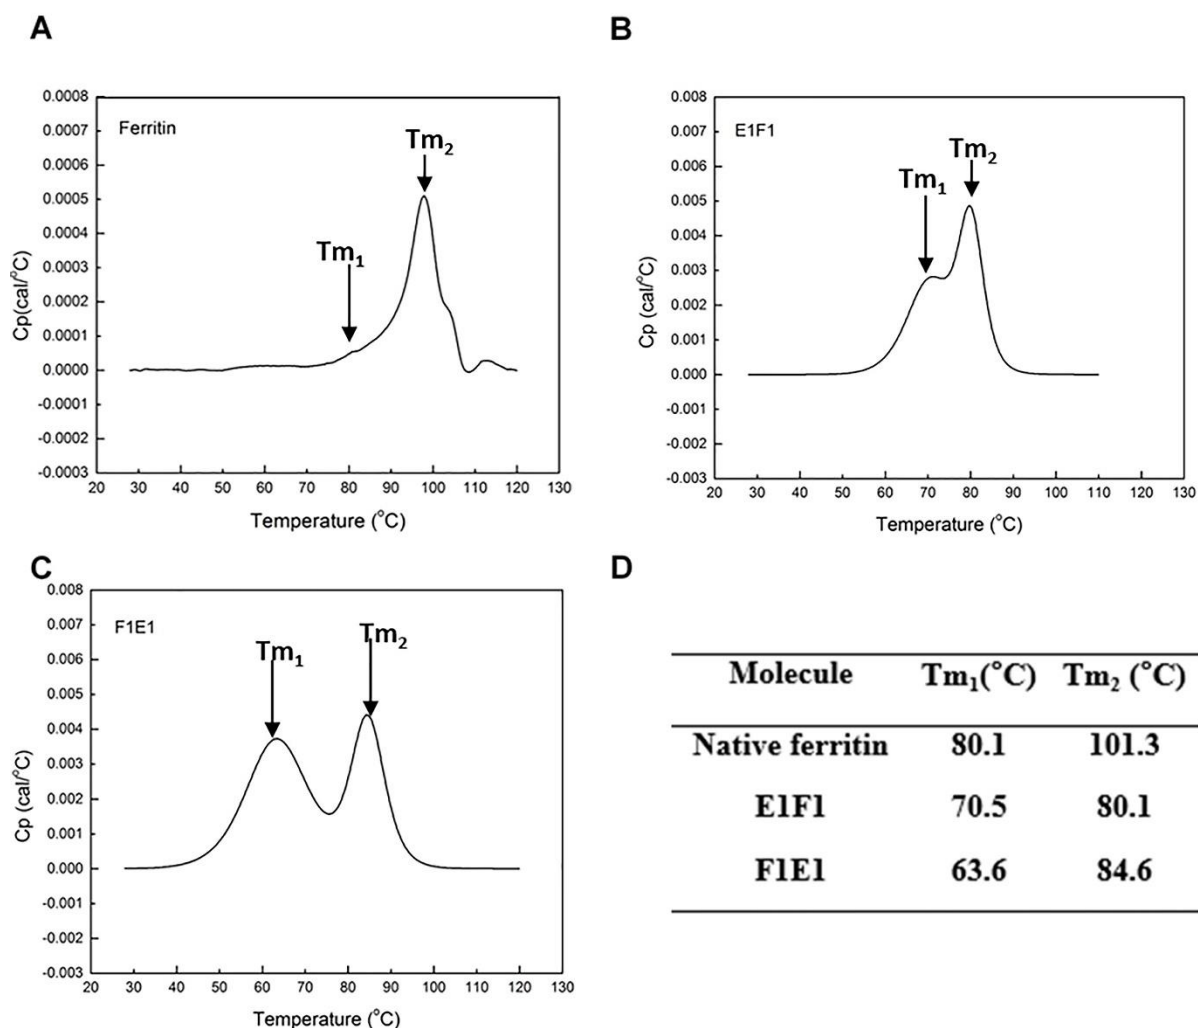 A
0.0008
0.0007
0.0006
0.0005
0.0004
0.0003
0.0002
0.0001
0.0000
-0.0001
-0.0002
-0.0003
Cp(cal/°C)
Ferritin
Tm₁
Tm₂
20 30 40 50 60 70 80 90 100 110 120 130
Temperature (°C)
B
0.008
0.007
0.006
0.005
0.004
0.003
0.002
0.001
0.000
-0.001
-0.002
-0.003
Cp (cal/°C)
E1F1
Tm₁
Tm₂
20 30 40 50 60 70 80 90 100 110 120 130
Temperature (°C)
C
0.008
0.007
0.006
0.005
0.004
0.003
0.002
0.001
0.000
-0.001
-0.002
-0.003
Cp (cal/°C)
F1E1
Tm₁
Tm₂
20 30 40 50 60 70 80 90 100 110 120 130
Temperature (°C)
D
Molecule Tm₁(°C) Tm₂ (°C)
Native ferritin 80.1 101.3
E1F1 70.5 80.1
F1E1 63.6 84.6